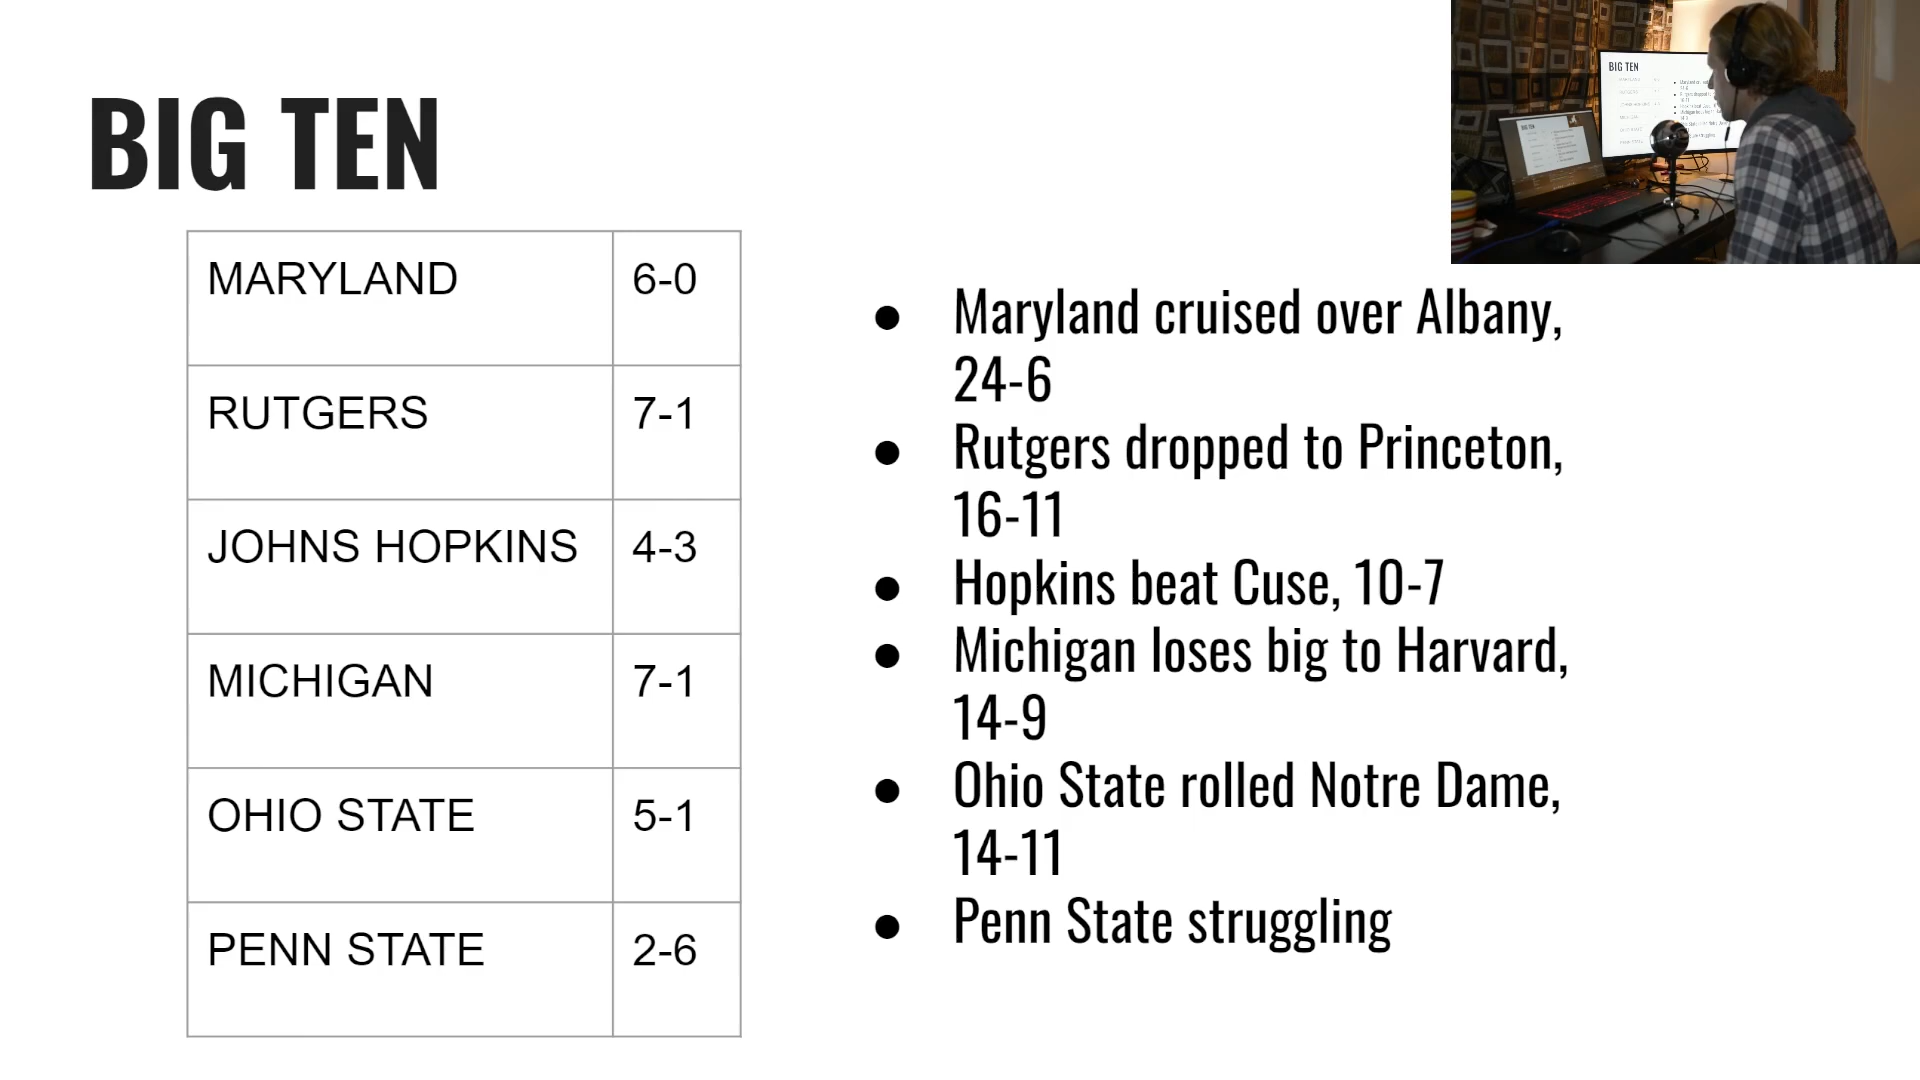 BIG TEN
MARYLAND 6-0
RUTGERS 7-1
JOHNS HOPKINS 4-3
MICHIGAN 7-1
OHIO STATE 5-1
PENN STATE 2-6
● Maryland cruised over Albany,
24-6
● Rutgers dropped to Princeton,
16-11
● Hopkins beat Cuse, 10-7
● Michigan loses big to Harvard,
14-9
● Ohio State rolled Notre Dame,
14-11
● Penn State struggling
BIG TEN
BIG TEN